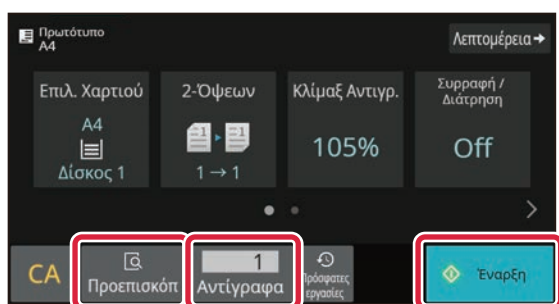 Πρωτότυπο
A4
Λεπτομέρεια
Επιλ. Χαρτιού
2-Όψεων
Κλίμαξ Αντιγρ.
Συρραφή /
Διάτρηση
A4
Δίσκος 1
1 → 1
105%
Off
CA
Προεπισκόπ
1
Αντίγραφα
Πρόσφατες
εργασίες
Έναρξη